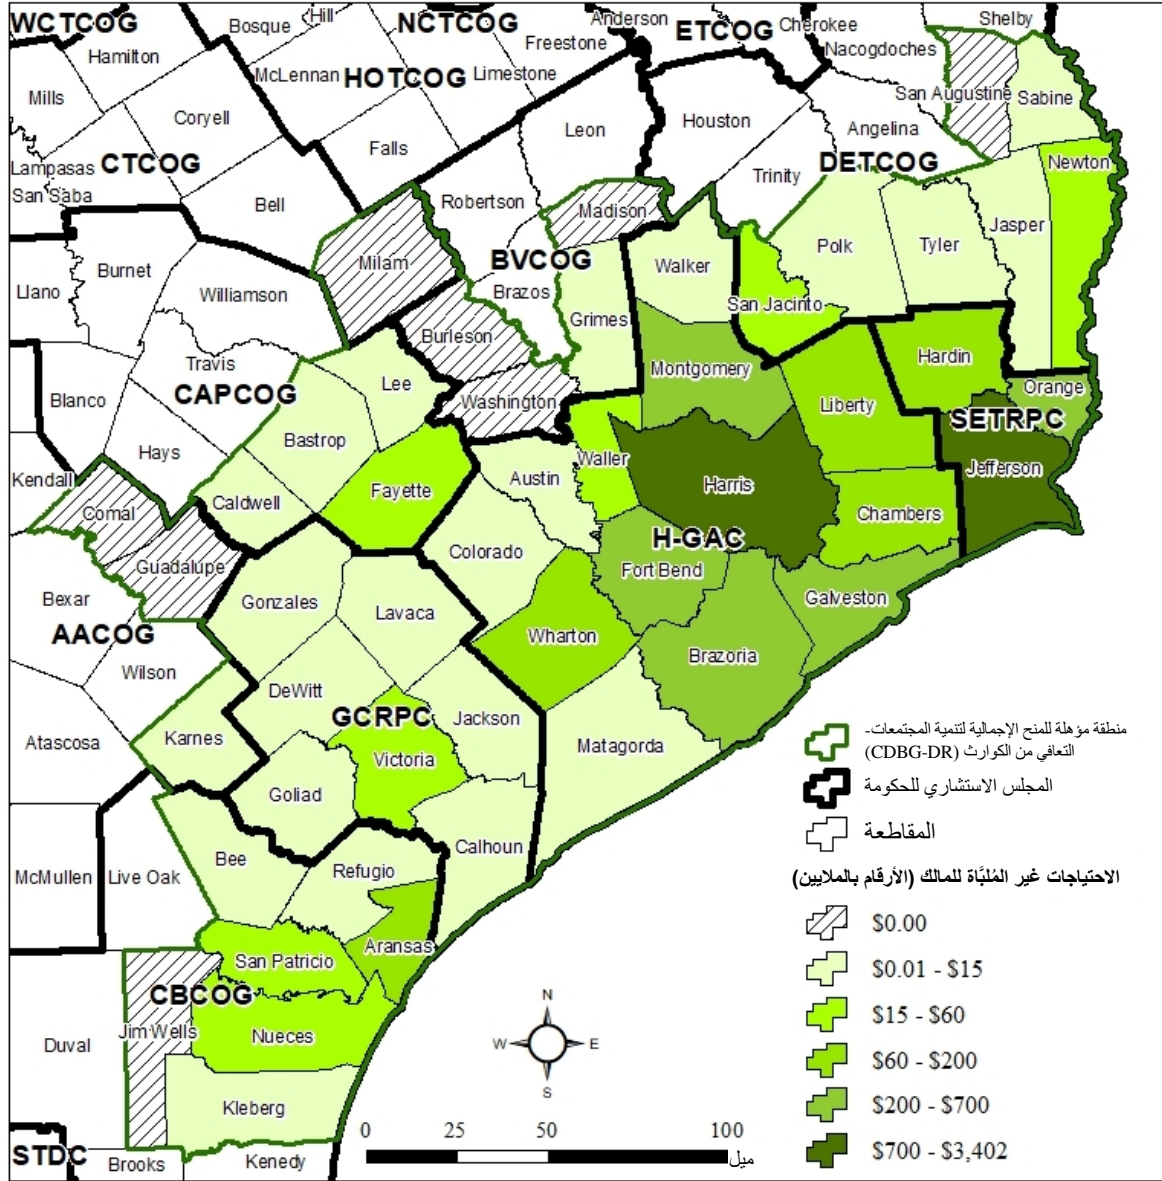 WCTCOG
Hill
Bosque
NCTCOG
Anderson
ETCOG
Cherokee
Shelby
Hamilton
McLennan
HOTCOG
Limestone
Freestone
Nacogdoches
Mills
Coryell
Falls
Leon
Houston
San Augustine
Sabine
Angelina
Lampasas
CTCOG
DETCOG
Newton
San Saba
Bell
Robertson
Madison
Trinity
Jasper
Burnet
Milam
BVCOG
Walker
Polk
Tyler
Llano
Williamson
Brazos
San Jacinto
Grimes
Burleson
Travis
Montgomery
Hardin
Lee
Orange
Blanco
CAPCOG
Washington
Liberty
SETRPC
Bastrop
Hays
Waller
Jefferson
Kendall
Austin
Harris
Fayette
Caldwell
Comal
Chambers
H-GAC
Colorado
Guadalupe
Fort Bend
Bexar
Gonzales
Lavaca
Galveston
AACOG
Wharton
Brazoria
Wilson
DeWitt
GCRPC
Jackson
Atascosa
Karnes
Victoria
Matagorda
Goliad
Calhoun
Bee
Refugio
McMullen
Live Oak
Aransas
San Patricio
CBCOG
Jim Wells
Nueces
Duval
Kleberg
STDC
Brooks
Kenedy
N
W
E
S
0
25
50
100
ميل
منطقة مؤهلة للمنح الإجمالية لتنمية المجتمعات-
التعافي من الكوارث (CDBG-DR)
المجلس الاستشاري للحكومة
المقاطعة
الاحتياجات غير المُلبَّاة للمالك (الأرقام بالملايين)
$0.00
$0.01 - $15
$15 - $60
$60 - $200
$200 - $700
$700 - $3,402